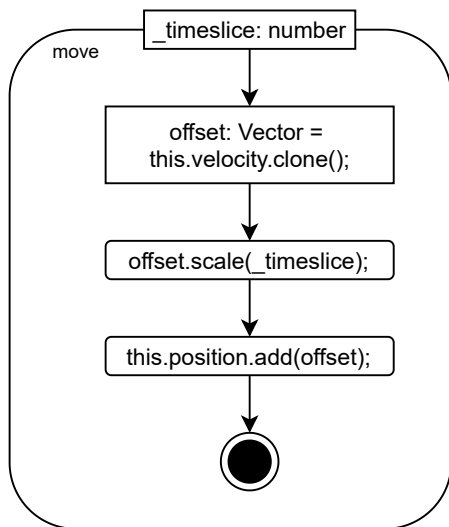 _timeslice: number
move
offset: Vector =
this.velocity.clone();
offset.scale(_timeslice);
this.position.add(offset);